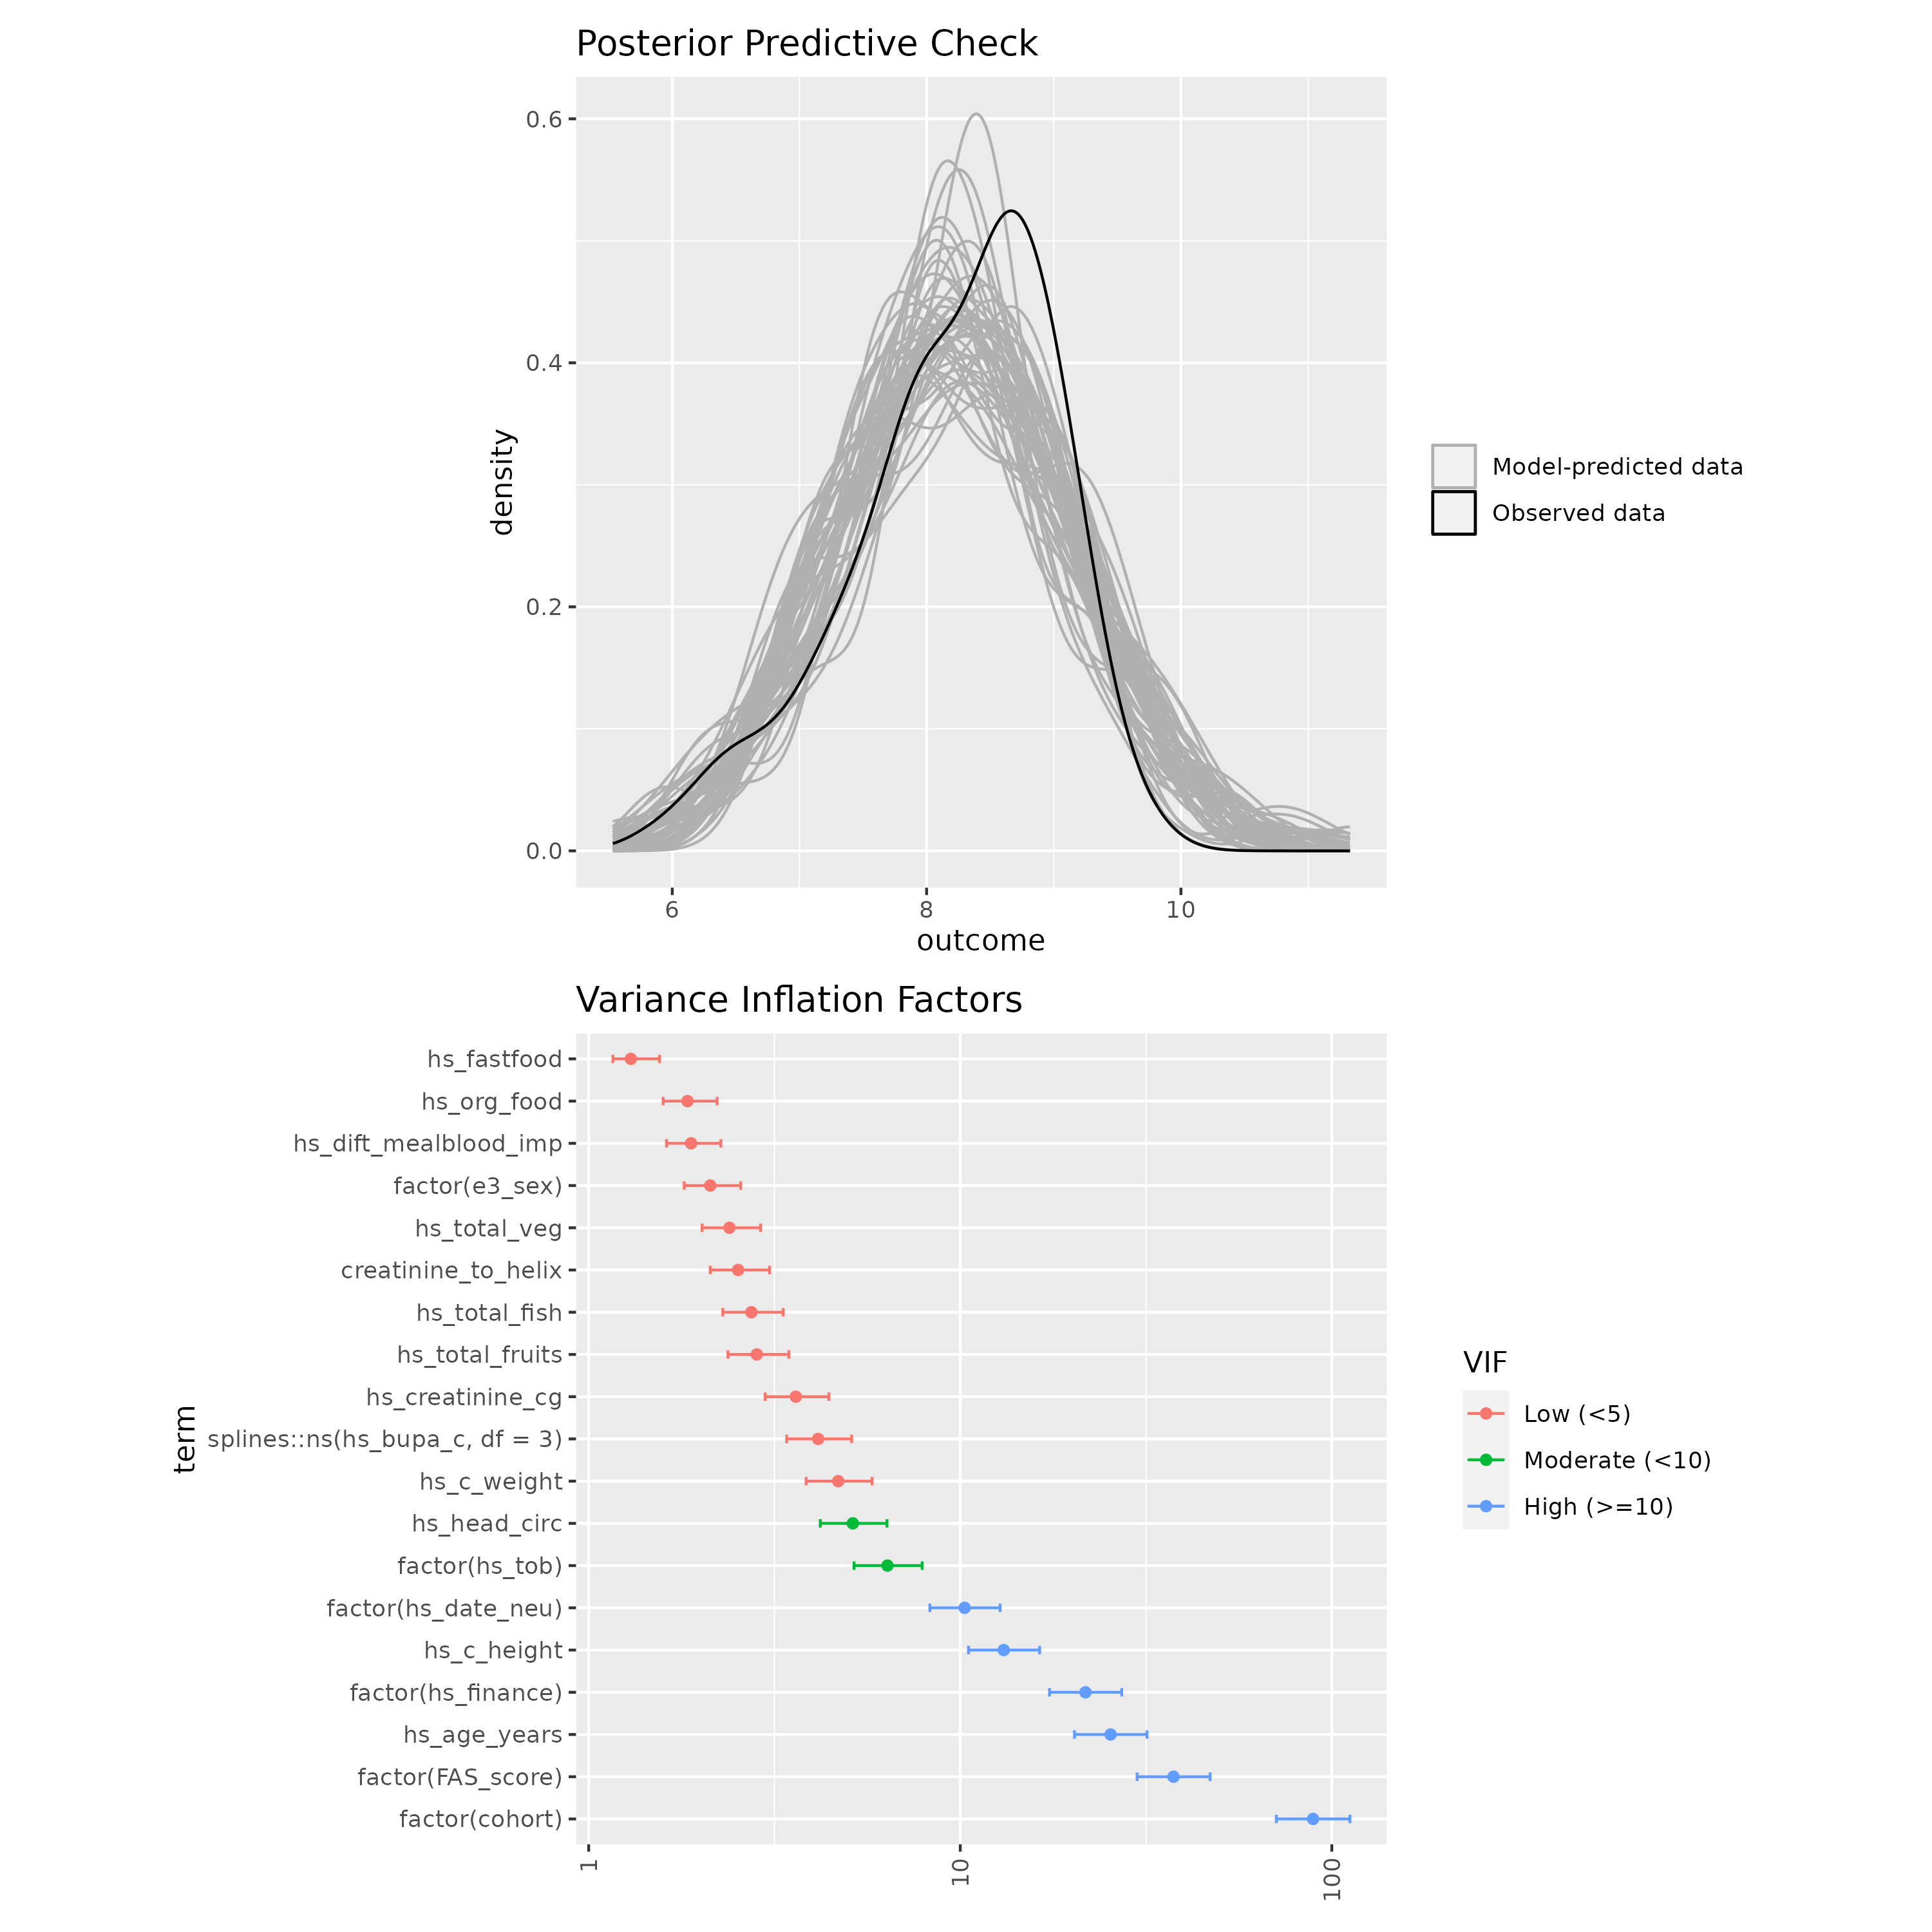 Posterior Predictive Check
0.6
0.4
0.2
0.0
density
6
8
10
outcome
Model-predicted data
Observed data
Variance Inflation Factors
hs_fastfood
hs_org_food
hs_dift_mealblood_imp
factor(e3_sex)
hs_total_veg
creatinine_to_helix
hs_total_fish
hs_total_fruits
hs_creatinine_cg
splines::ns(hs_bupa_c, df = 3)
hs_c_weight
hs_head_circ
factor(hs_tob)
factor(hs_date_neu)
hs_c_height
factor(hs_finance)
hs_age_years
factor(FAS_score)
factor(cohort)
term
1
10
100
VIF
Low (<5)
Moderate (<10)
High (>=10)